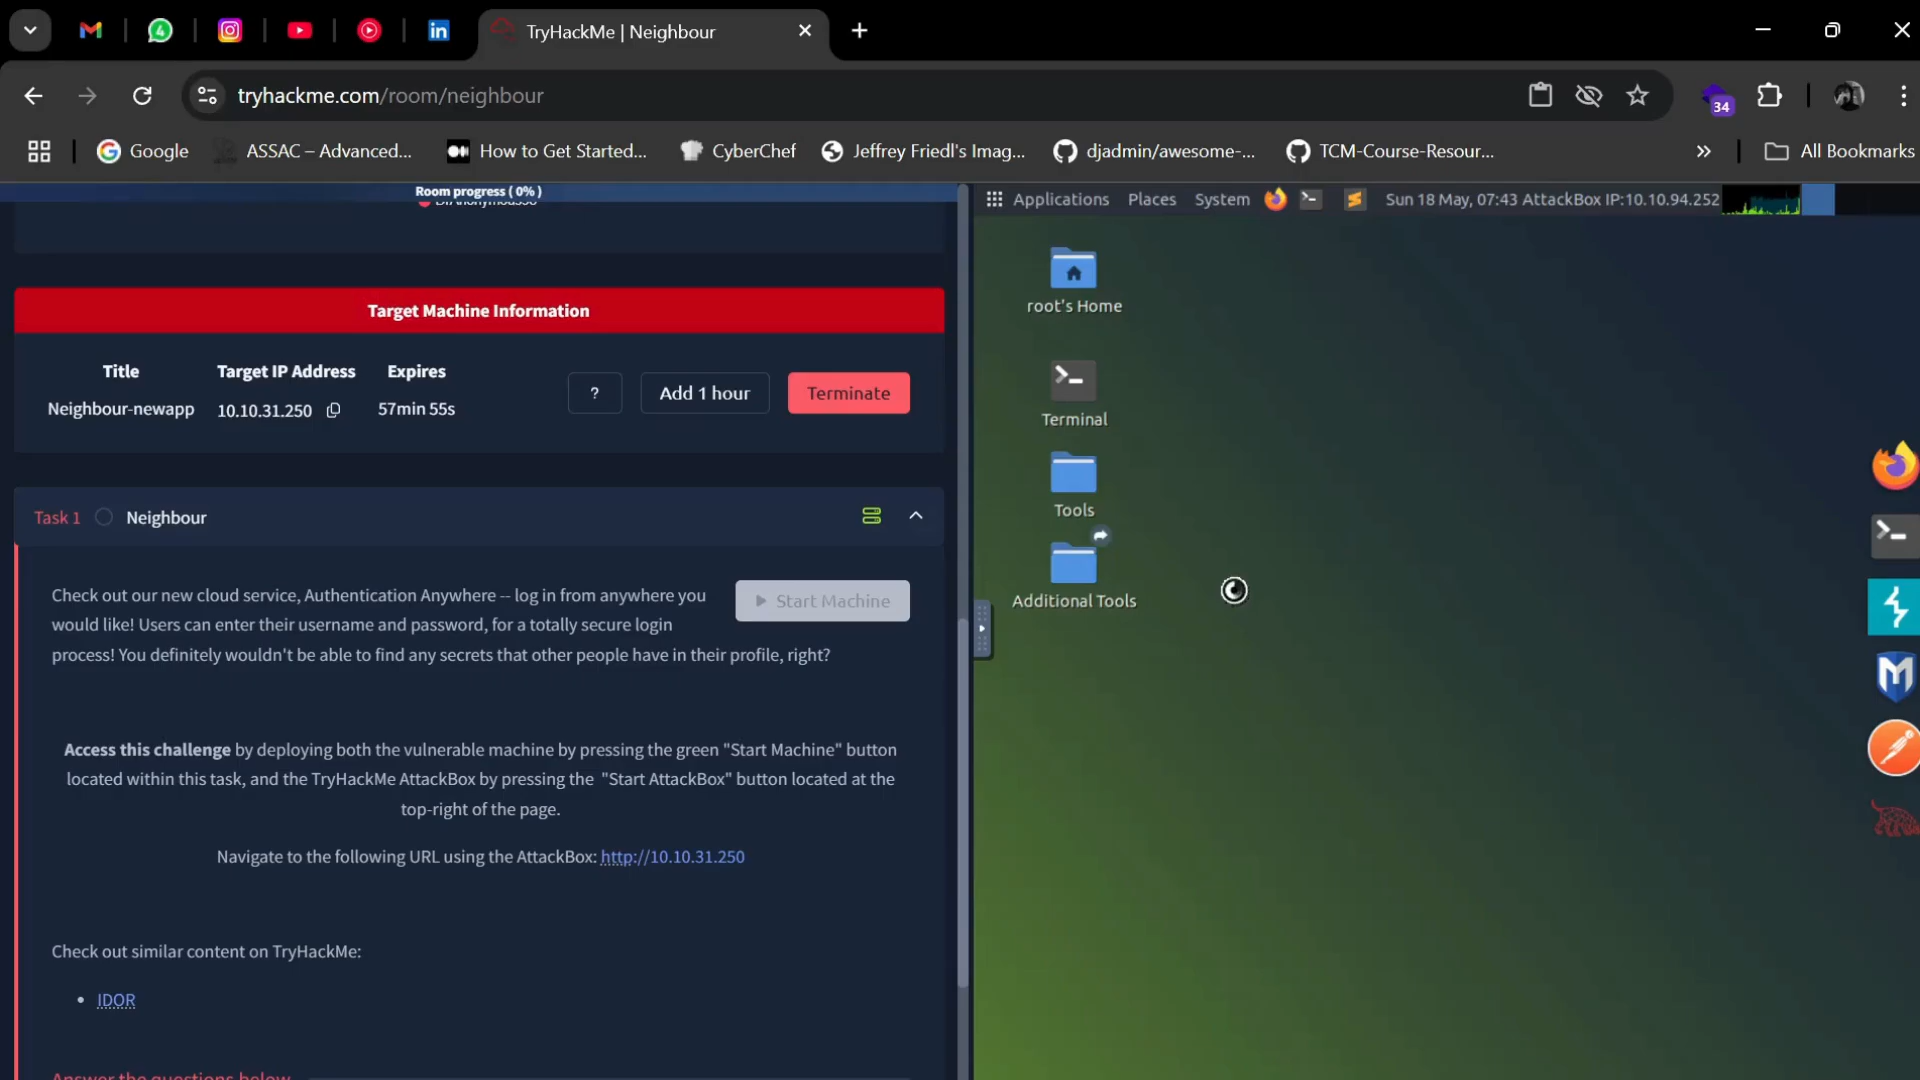 4
TryHackMe | Neighbour
tryhackme.com/room/neighbour
34
Google
ASSAC – Advanced...
How to Get Started...
CyberChef
Jeffrey Friedl's Imag...
djadmin/awesome-...
TCM-Course-Resour...
All Bookmarks
Room progress ( 0% )
Applications Places System
Sun 18 May, 07:43 AttackBox IP:10.10.94.252
Target Machine Information
Title Target IP Address Expires
Neighbour-newapp 10.10.31.250 57min 55s
? Add 1 hour Terminate
Task 1 Neighbour
Check out our new cloud service, Authentication Anywhere -- log in from anywhere you
would like! Users can enter their username and password, for a totally secure login
process! You definitely wouldn't be able to find any secrets that other people have in their profile, right?
Start Machine
Access this challenge by deploying both the vulnerable machine by pressing the green "Start Machine" button
located within this task, and the TryHackMe AttackBox by pressing the "Start AttackBox" button located at the
top-right of the page.
Navigate to the following URL using the AttackBox: http://10.10.31.250
Check out similar content on TryHackMe:
• IDOR
Answer the questions below
root's Home
Terminal
Tools
Additional Tools